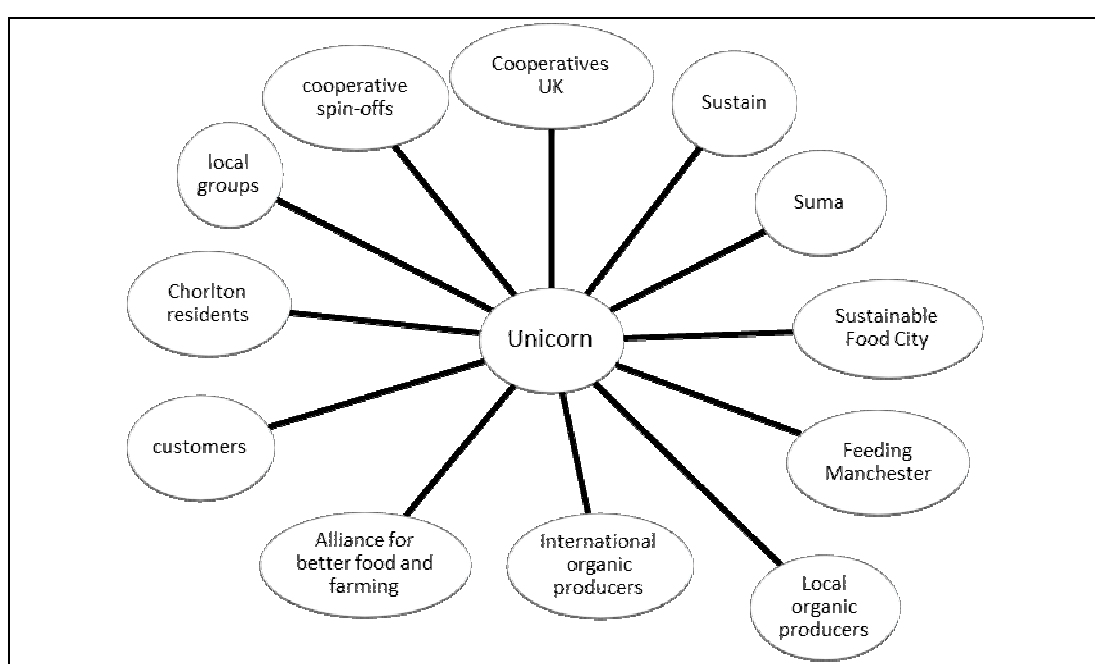 Cooperatives
UK
cooperative
spin-offs
Sustain
local
groups
Suma
Chorlton
residents
Unicorn
Sustainable
Food City
customers
Feeding
Manchester
Alliance for
better food and
farming
International
organic
producers
Local
organic
producers